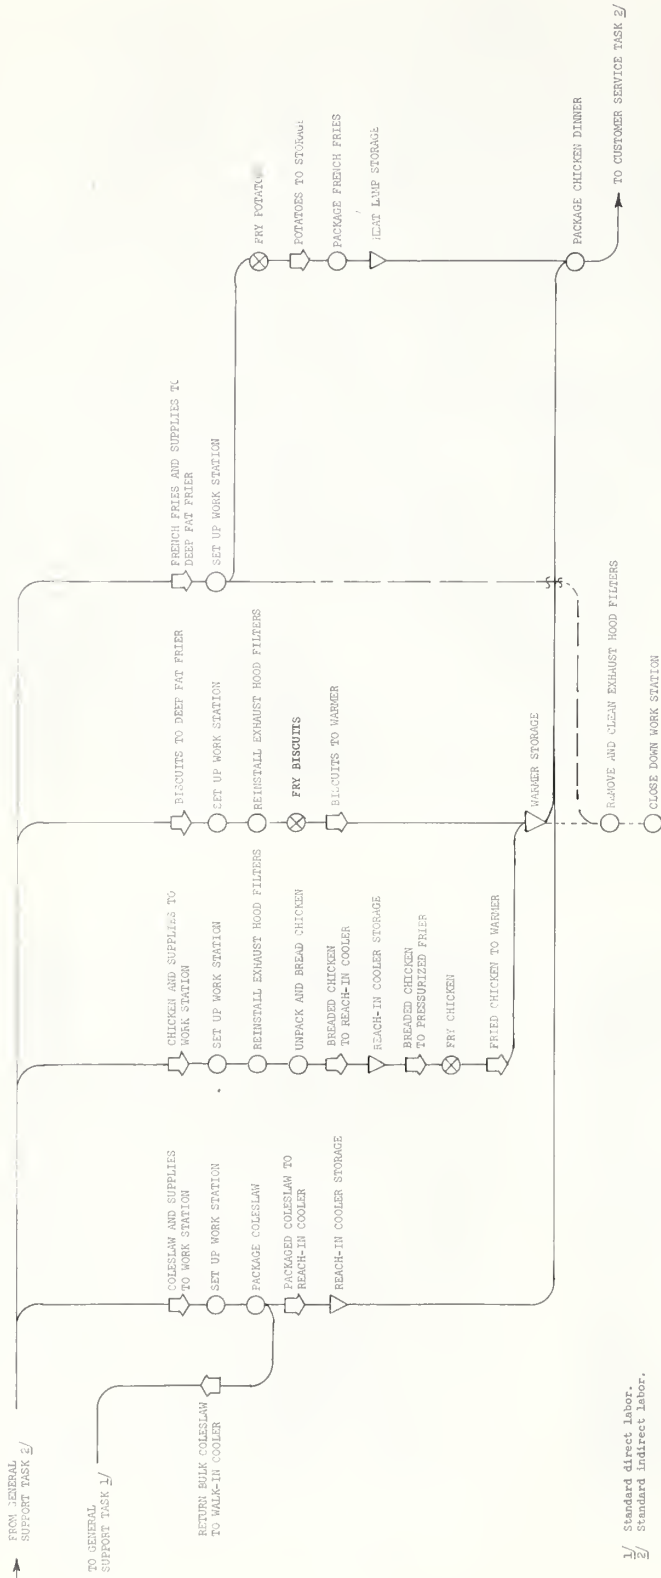 FROM GENERAL
SUPPORT TASK 2/
TO GENERAL
SUPPORT TASK 1/
RETURN BULK COLESLAW
TO WALK-IN COOLER
COLESLAW AND SUPPLIES
TO WORK STATION
SET UP WORK STATION
PACKAGE COLESLAW
PACKAGED COLESLAW TO
REACH-IN COOLER
REACH-IN COOLER STORAGE
CHICKEN AND SUPPLIES TO
WORK STATION
SET UP WORK STATION
REINSTALL EXHAUST HOOD FILTERS
UNPACK AND BREAD CHICKEN
BREADED CHICKEN
TO REACH-IN COOLER
REACH-IN COOLER STORAGE
BREADED CHICKEN
TO PRESSURIZED FRIER
FRY CHICKEN
FRIED CHICKEN TO WARMER
BISCUITS TO DEEP FAT FRIER
SET UP WORK STATION
REINSTALL EXHAUST HOOD FILTERS
FRY BISCUITS
BISCUITS TO WARMER
WARMER STORAGE
REMOVE AND CLEAN EXHAUST HOOD FILTERS
CLOSE DOWN WORK STATION
FRENCH FRIES AND SUPPLIES TO
DEEP FAT FRIER
SET UP WORK STATION
FRY POTATO
POTATOES TO STORAGE
PACKAGE FRENCH FRIES
HEAT LAMP STORAGE
PACKAGE CHICKEN DINNER
TO CUSTOMER SERVICE TASK 2/
1/ Standard direct labor.
2/ Standard indirect labor.